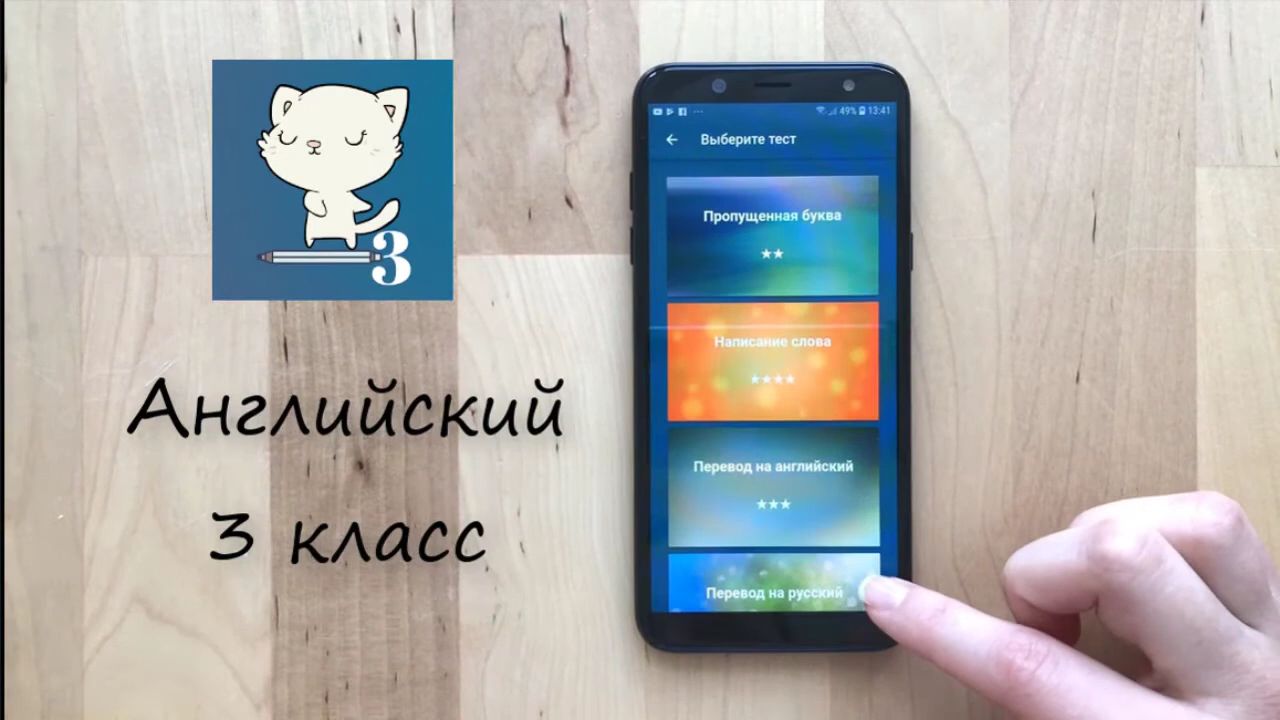 3
Английский
3 класс
49% 13:41
Выберите тест
Пропущенная буква
Написание слова
Перевод на английский
Перевод на русский